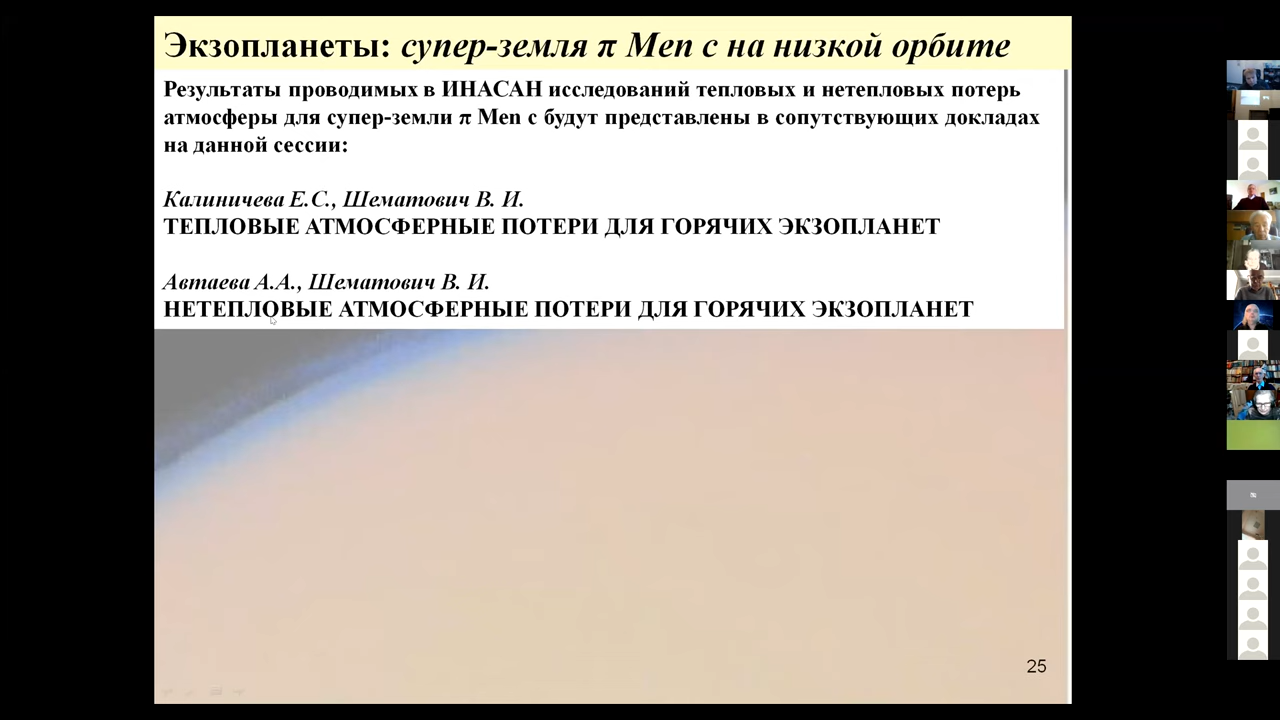 Экзопланеты: супер-земля π Men c на низкой орбите
Результаты проводимых в ИНАСАН исследований тепловых и нетепловых потерь
атмосферы для супер-земли π Men c будут представлены в сопутствующих докладах
на данной сессии:
Калиничева Е.С., Шематович В. И.
ТЕПЛОВЫЕ АТМОСФЕРНЫЕ ПОТЕРИ ДЛЯ ГОРЯЧИХ ЭКЗОПЛАНЕТ
Автаева А.А., Шематович В. И.
НЕТЕПЛОВЫЕ АТМОСФЕРНЫЕ ПОТЕРИ ДЛЯ ГОРЯЧИХ ЭКЗОПЛАНЕТ
25